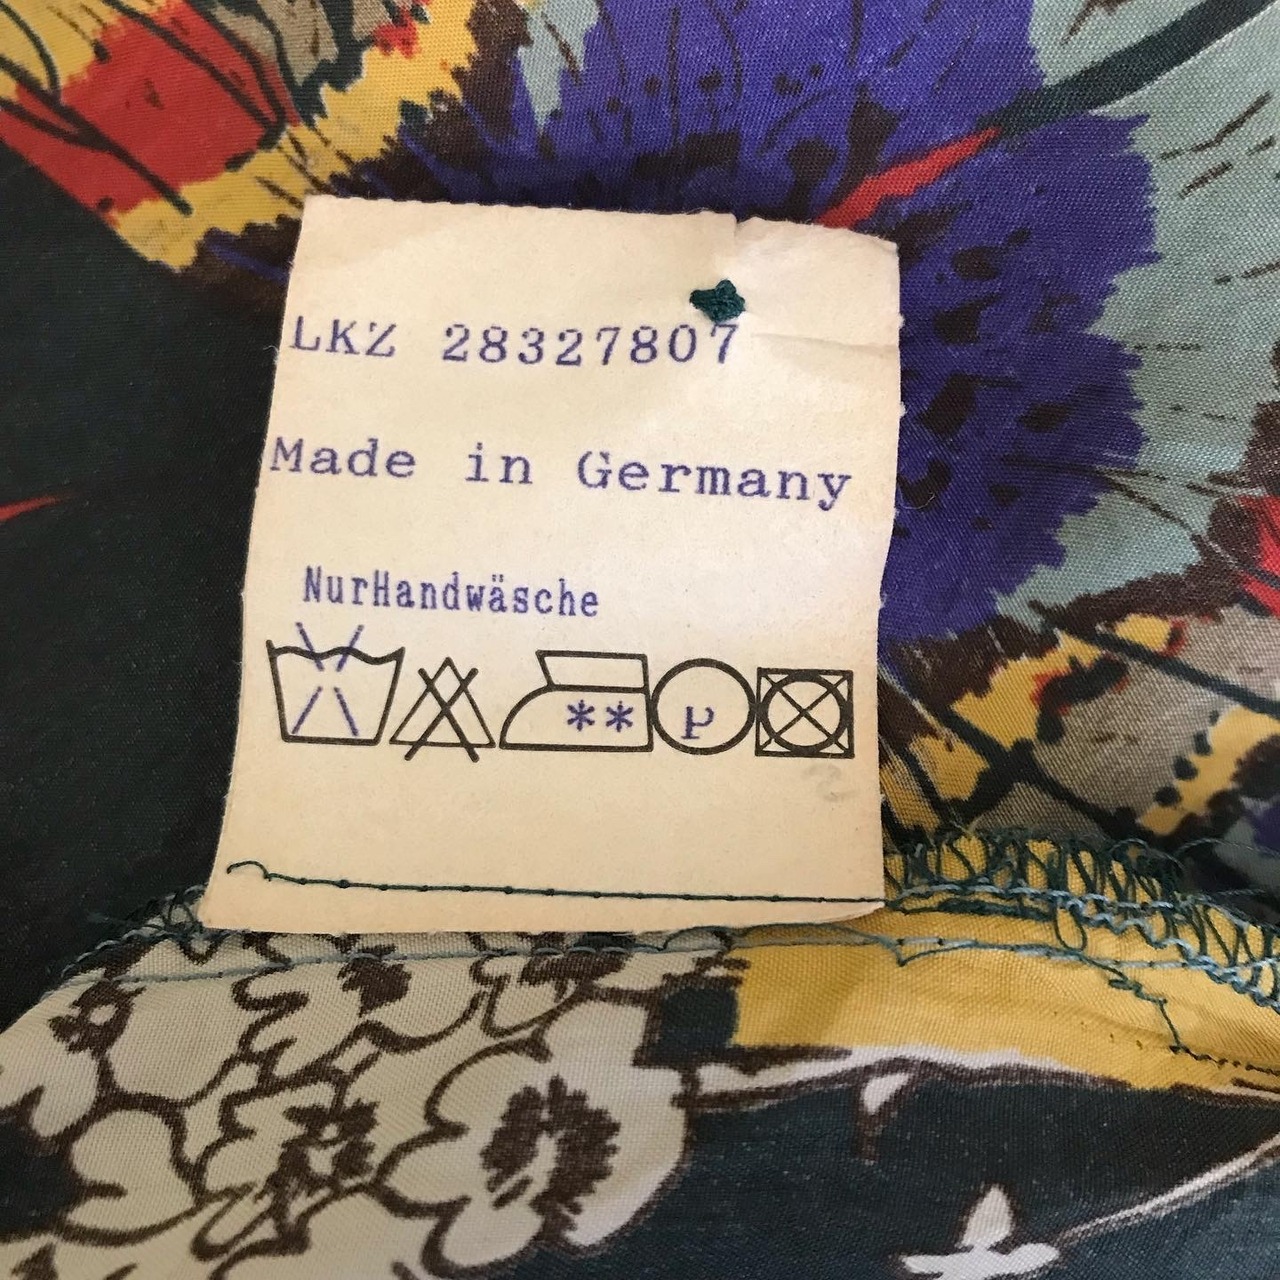 LKZ 28327807
Made in Germany
NurHandwäsche
** P